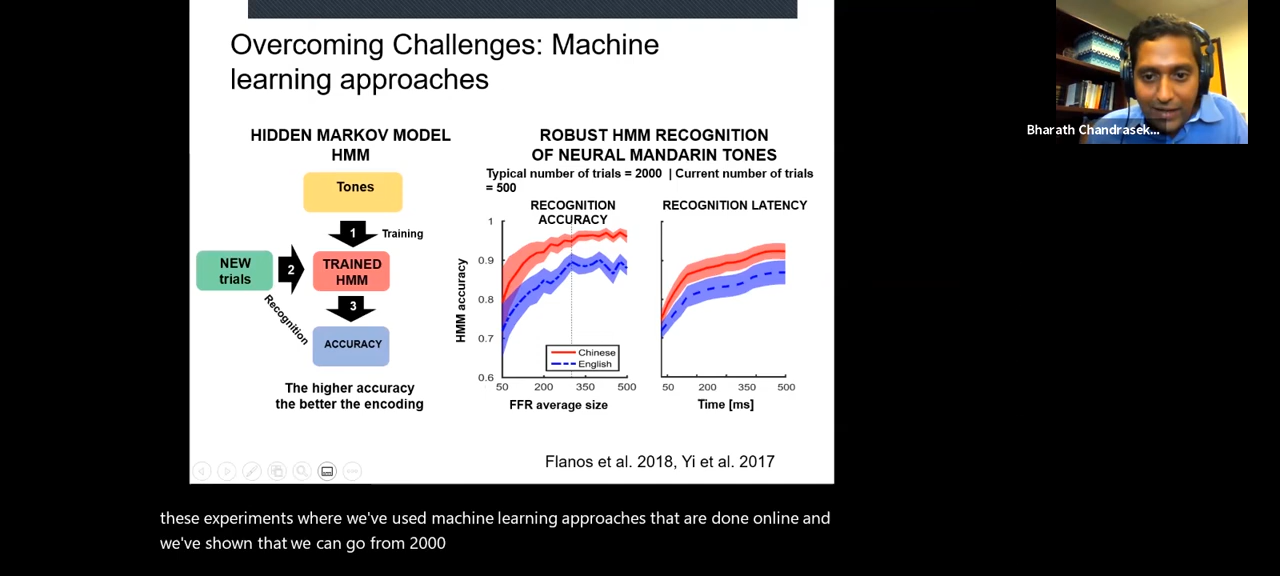 Overcoming Challenges: Machine
learning approaches
Bharath Chandrasek...
HIDDEN MARKOV MODEL
HMM
Tones
1
Training
NEW
trials
2
TRAINED
HMM
3
Recognition
ACCURACY
The higher accuracy
the better the encoding
ROBUST HMM RECOGNITION
OF NEURAL MANDARIN TONES
Typical number of trials = 2000 | Current number of trials
= 500
RECOGNITION
ACCURACY
HMM accuracy
1
0.9
0.8
0.7
0.6
Chinese
English
50 200 350 500
FFR average size
RECOGNITION LATENCY
50 200 350 500
Time [ms]
Flanos et al. 2018, Yi et al. 2017
these experiments where we've used machine learning approaches that are done online and
we've shown that we can go from 2000